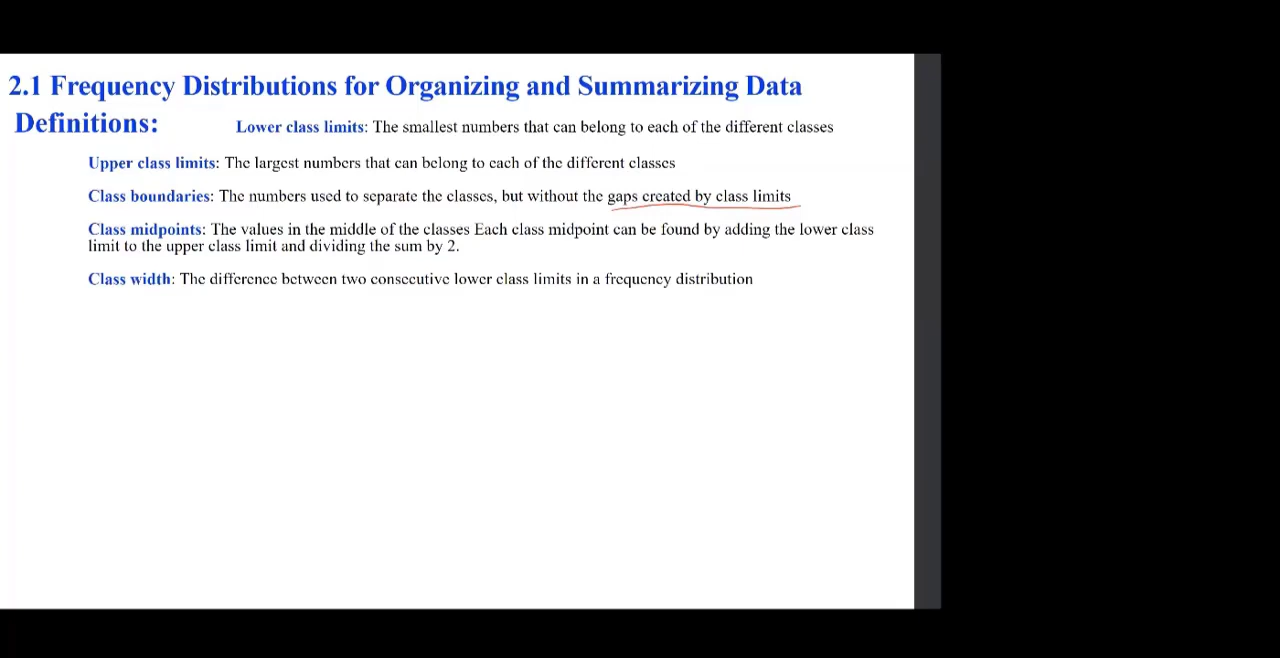 2.1 Frequency Distributions for Organizing and Summarizing Data
Definitions: Lower class limits: The smallest numbers that can belong to each of the different classes
Upper class limits: The largest numbers that can belong to each of the different classes
Class boundaries: The numbers used to separate the classes, but without the gaps created by class limits
Class midpoints: The values in the middle of the classes Each class midpoint can be found by adding the lower class
limit to the upper class limit and dividing the sum by 2.
Class width: The difference between two consecutive lower class limits in a frequency distribution